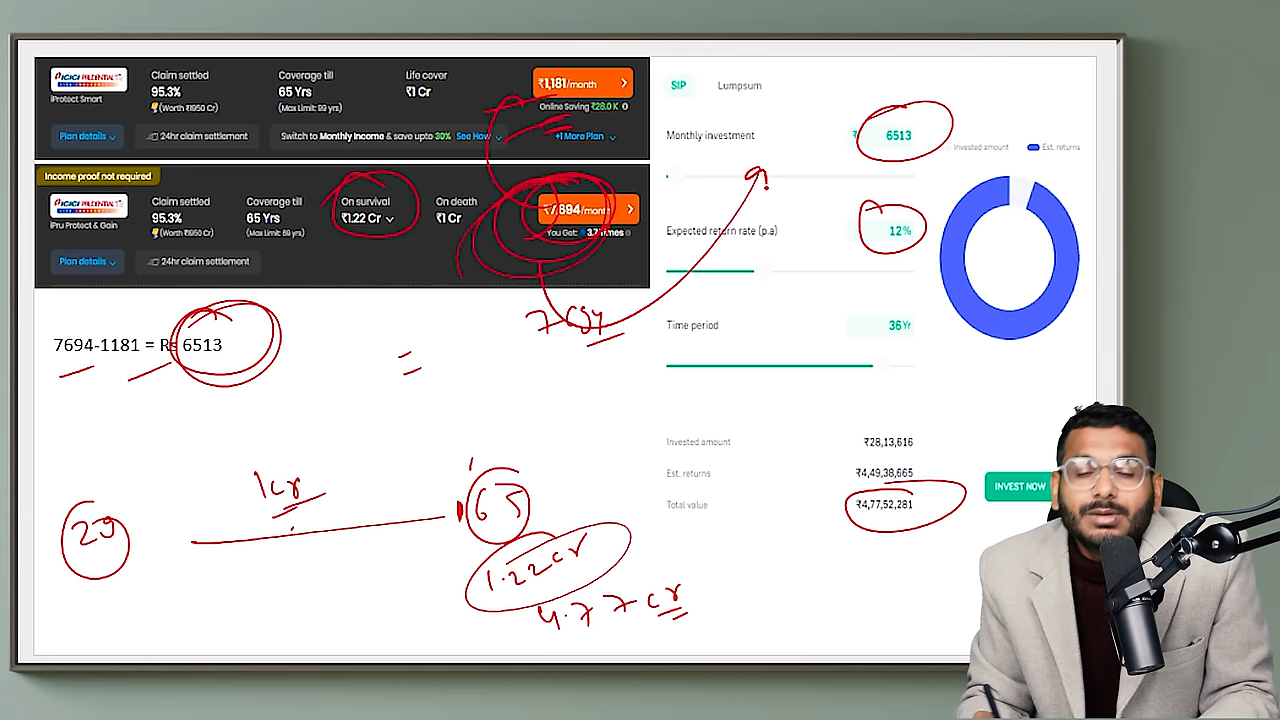 ICICI PRUDENTIAL
iProtect Smart
Claim settled
95.3%
(Worth ₹1950 Cr)
Coverage till
65 Yrs
(Max Limit: 99 yrs)
Life cover
₹1 Cr
₹1,181/month
Online Saving ₹28.0 K
Plan details
24hr claim settlement
Switch to Monthly Income & save upto 30% See How
+1 More Plan
Income proof not required
ICICI PRUDENTIAL
iPru Protect & Gain
Claim settled
95.3%
(Worth ₹1950 Cr)
Coverage till
65 Yrs
(Max Limit: 69 yrs)
On survival
₹1.22 Cr
On death
₹1 Cr
₹7,694/month
You Get:
Plan details
24hr claim settlement
7694-1181 = Rs 6513
=
29
1cr
65
1.22cr
4.77cr
SIP Lumpsum
Monthly investment
₹ 6513
Expected return rate (p.a)
12%
Time period
36Yr
Invested amount
Est. returns
Invested amount ₹28,13,616
Est. returns ₹4,49,38,665
Total value ₹4,77,52,281
INVEST NOW